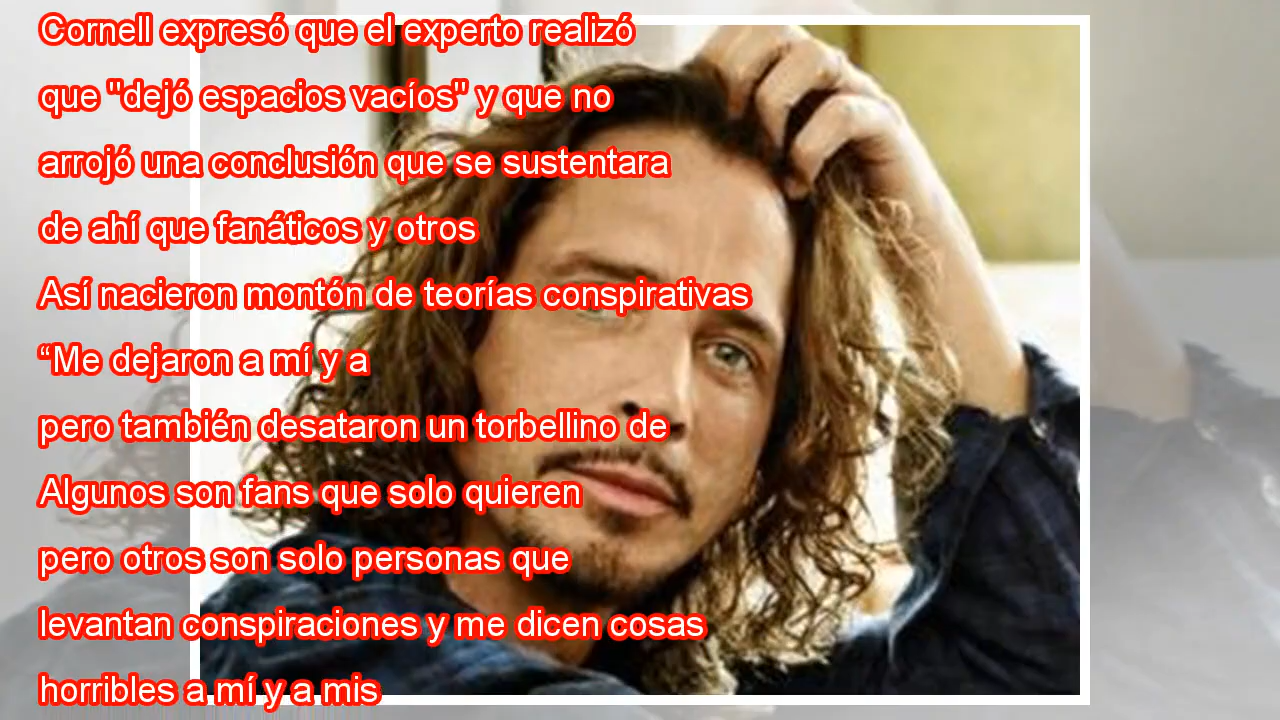 Cornell expresó que el experto realizó
que "dejó espacios vacíos" y que no
arrojó una conclusión que se sustentara
de ahí que fanáticos y otros
Así nacieron montón de teorías conspirativas
“Me dejaron a mí y a
pero también desataron un torbellino de
Algunos son fans que solo quieren
pero otros son solo personas que
levantan conspiraciones y me dicen cosas
horribles a mí y a mis